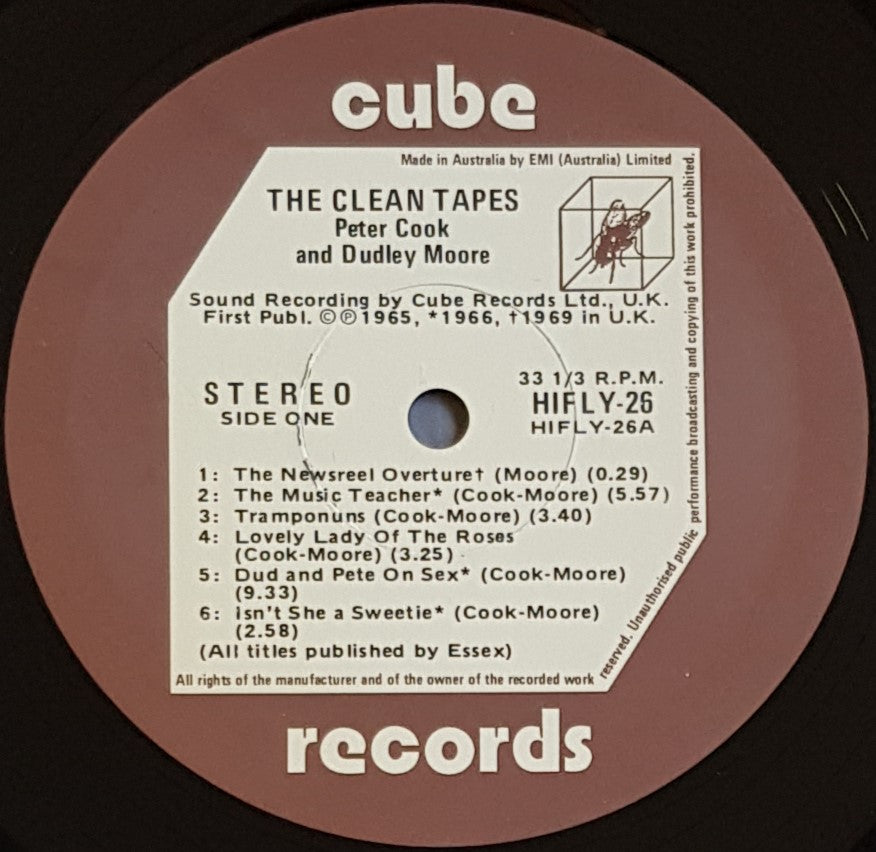 cube
Made in Australia by EMI (Australia) Limited
THE CLEAN TAPES
Peter Cook
and Dudley Moore
Sound Recording by Cube Records Ltd., U.K.
First Publ. ©℗1965, *1966, †1969 in U.K.
STEREO
SIDE ONE
33 1/3 R.P.M.
HIFLY-26
HIFLY-26A
1: The Newsreel Overture† (Moore) (0.29)
2: The Music Teacher* (Cook-Moore) (5.57)
3: Tramponuns (Cook-Moore) (3.40)
4: Lovely Lady Of The Roses
(Cook-Moore) (3.25)
5: Dud and Pete On Sex* (Cook-Moore)
(9.33)
6: Isn't She a Sweetie* (Cook-Moore)
(2.58)
(All titles published by Essex)
All rights of the manufacturer and of the owner of the recorded work
reserved. Unauthorised public
performance broadcasting and copying of this work prohibited.
records